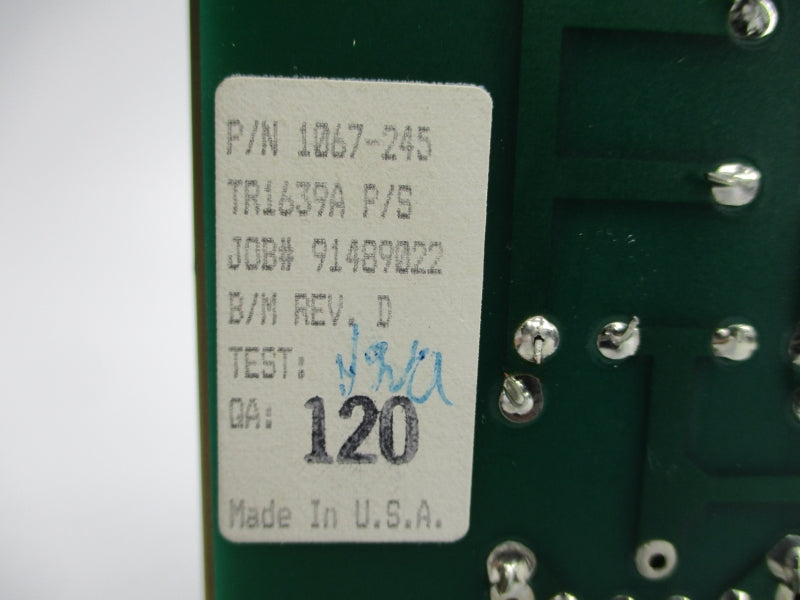 P/N 1067-245
TR1639A P/S
JOB# 91489022
B/M REV. D
TEST:
QA: 120
Made In U.S.A.